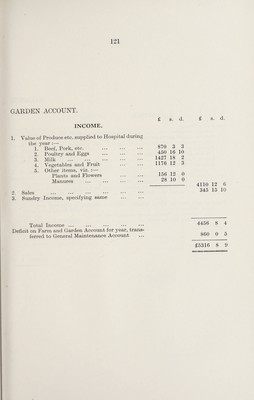 121
GARDEN ACCOUNT.
£ s. d. £ s. d.
INCOME.
1. Value of Produce etc. supplied to Hospital during
the year :—
1. Beef, Pork, etc. ... ... ... 870 3 3
2. Poultry and Eggs ... ... ... 450 16 10
3. Milk ... ... ... ... ... 1427 18 2
4. Vegetables and Fruit ... ... 1176 12 3
5. Other items, viz :—
Plants and Flowers ... ... 156 12 0
Manures ... ... ... ... 28 10 0
4110 12 6
2. Sales ... ... ... ... ... ... ... 345 15 10
3. Sundry Income, specifying same ... ...
Total Income ... ... ... ... ... 4456 8 4
Deficit on Farm and Garden Account for year, trans-
ferred to General Maintenance Account ... 860 0 5
£5316 8 9